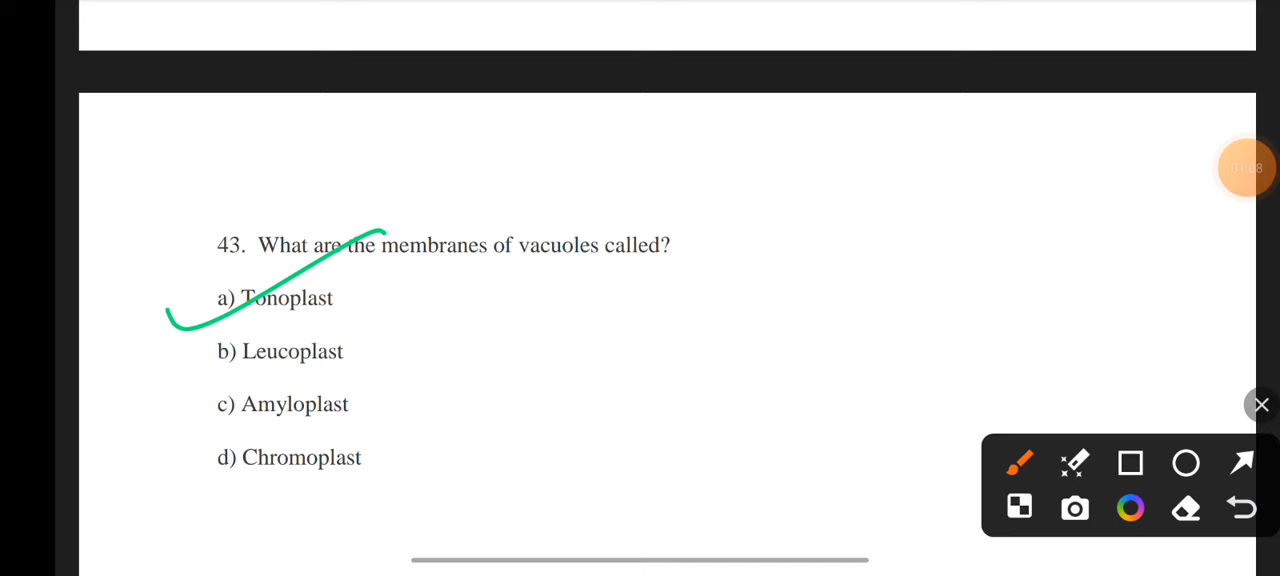 43. What are the membranes of vacuoles called?
a) Tonoplast
b) Leucoplast
c) Amyloplast
d) Chromoplast